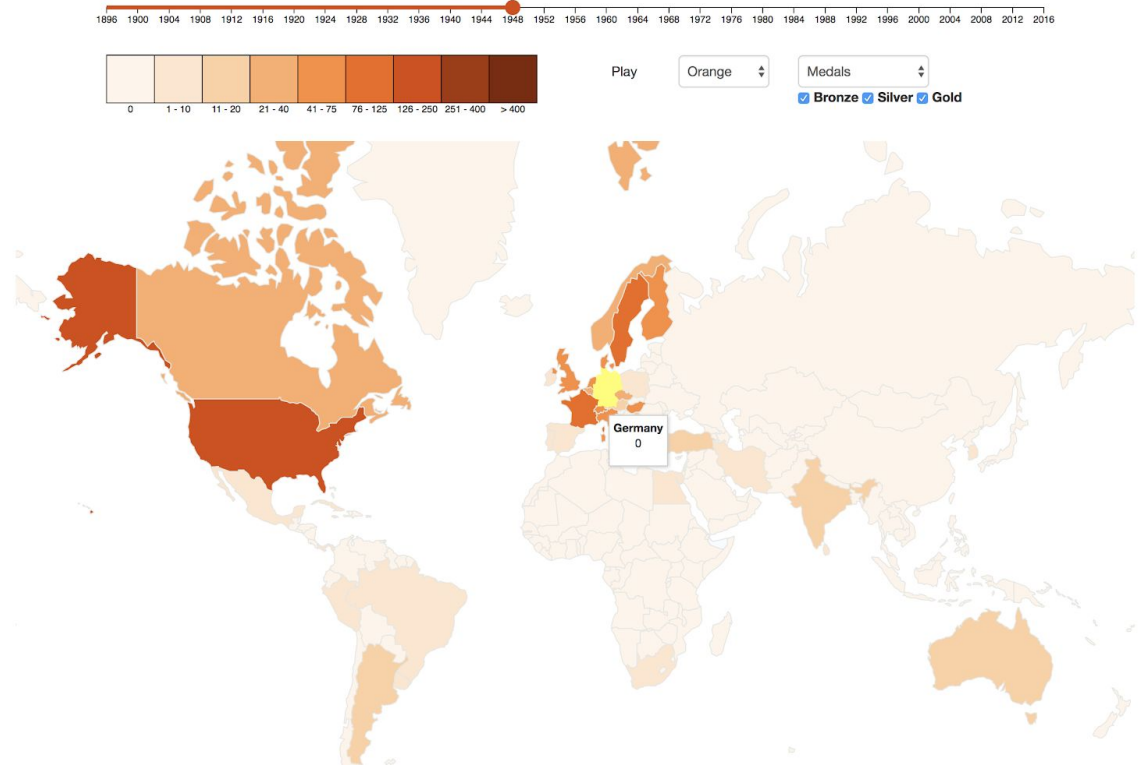 1896 1900 1904 1908 1912 1916 1920 1924 1928 1932 1936 1940 1944 1948 1952 1956 1960 1964 1968 1972 1976 1980 1984 1988 1992 1996 2000 2004 2008 2012 2016
Play Orange Medals
Bronze Silver Gold
0 1 - 10 11 - 20 21 - 40 41 - 75 76 - 125 126 - 250 251 - 400 > 400
Germany
0